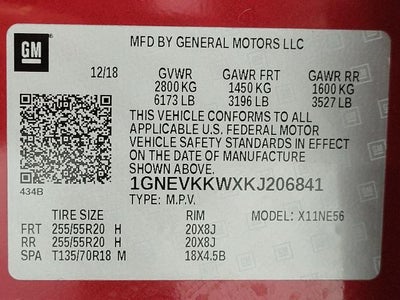 GM
MFD BY GENERAL MOTORS LLC
12/18 GVWR GAWR FRT GAWR RR
2800 KG 1450 KG 1600 KG
6173 LB 3196 LB 3527 LB
THIS VEHICLE CONFORMS TO ALL
APPLICABLE U.S. FEDERAL MOTOR
VEHICLE SAFETY STANDARDS IN EFFECT
ON THE DATE OF MANUFACTURE
SHOWN ABOVE.
434B
1GNEVKKWXKJ206841
TYPE: M.P.V.
TIRE SIZE RIM MODEL: X11NE56
FRT 255/55R20 H 20X8J
RR 255/55R20 H 20X8J
SPA T135/70R18 M 18X4.5B